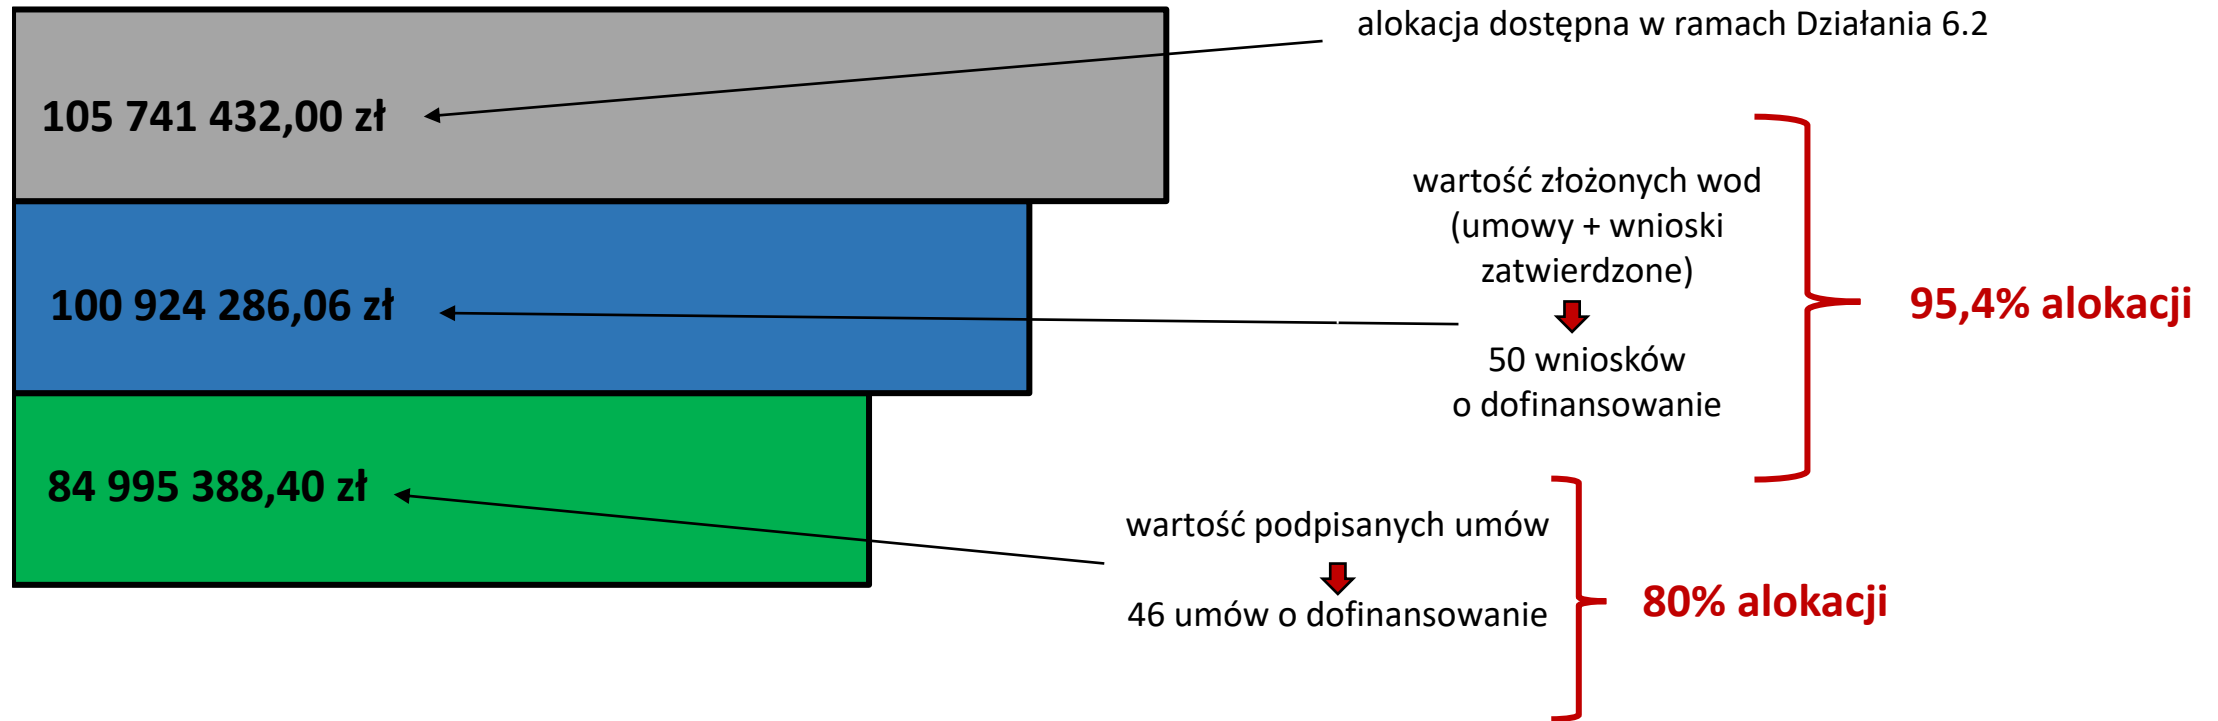 alokacja dostępna w ramach Działania 6.2
105 741 432,00 zł
wartość złożonych wod
(umowy + wnioski
zatwierdzone)
100 924 286,06 zł
95,4% alokacji
50 wniosków
o dofinansowanie
84 995 388,40 zł
wartość podpisanych umów
80% alokacji
46 umów o dofinansowanie